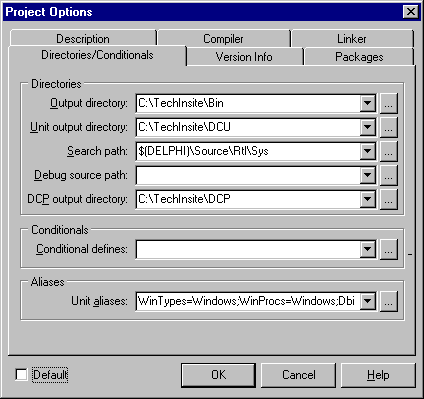 Project Options
Description Compiler Linker
Directories/Conditionals Version Info Packages
Directories
Output directory: C:\TechInsite\Bin ...
Unit output directory: C:\TechInsite\DCU ...
Search path: $(DELPHI)\Source\Rtl\Sys ...
Debug source path: ...
DCP output directory: C:\TechInsite\DCP ...
Conditionals
Conditional defines: ...
Aliases
Unit aliases: WinTypes=Windows;WinProcs=Windows;Dbi ...
Default OK Cancel Help